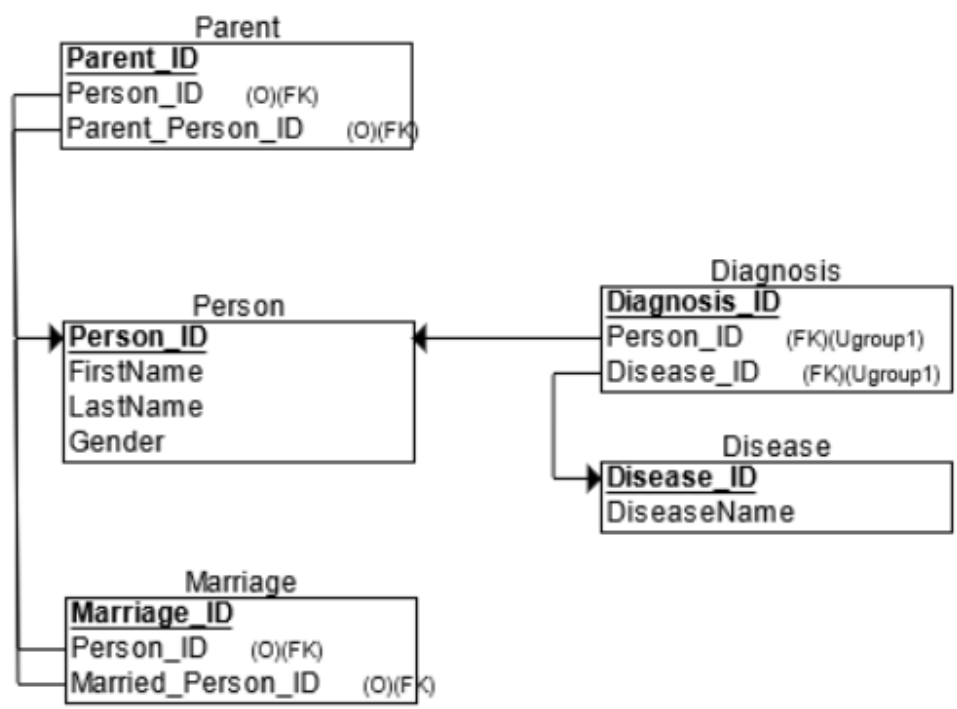 Parent
Parent_ID
Person_ID (O)(FK)
Parent_Person_ID (O)(FK)
Person
Person_ID
FirstName
LastName
Gender
Diagnosis
Diagnosis_ID
Person_ID (FK)(Ugroup1)
Disease_ID (FK)(Ugroup1)
Disease
Disease_ID
DiseaseName
Marriage
Marriage_ID
Person_ID (O)(FK)
Married_Person_ID (O)(FK)